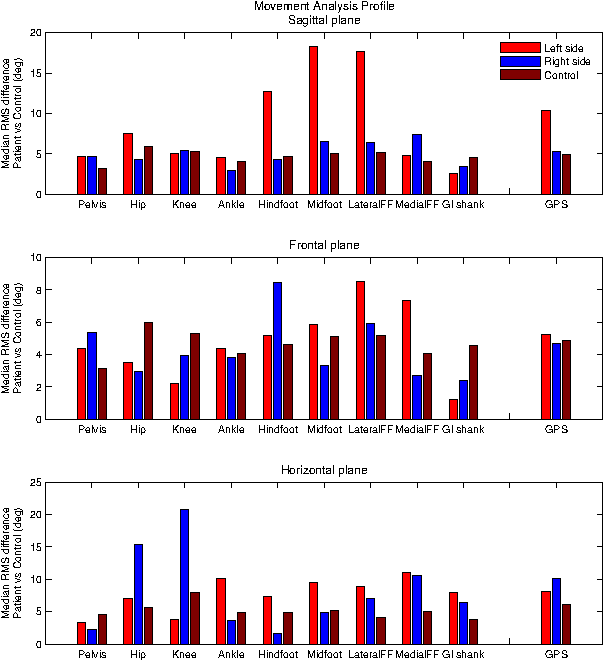 Movement Analysis Profile
Sagittal plane
Median RMS difference
Patient vs Control (deg)
20
15
10
5
0
Left side
Right side
Control
Pelvis Hip Knee Ankle Hindfoot Midfoot LateralFF MedialFF Gl shank GPS
Frontal plane
Median RMS difference
Patient vs Control (deg)
10
8
6
4
2
0
Pelvis Hip Knee Ankle Hindfoot Midfoot LateralFF MedialFF Gl shank GPS
Horizontal plane
Median RMS difference
Patient vs Control (deg)
25
20
15
10
5
0
Pelvis Hip Knee Ankle Hindfoot Midfoot LateralFF MedialFF Gl shank GPS